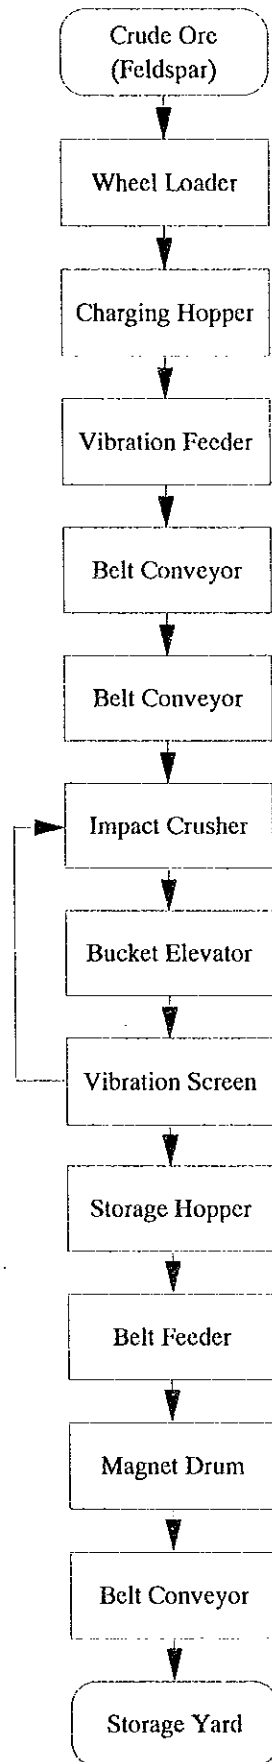 Crude Ore
(Feldspar)
Wheel Loader
Charging Hopper
Vibration Feeder
Belt Conveyor
Belt Conveyor
Impact Crusher
Bucket Elevator
Vibration Screen
Storage Hopper
Belt Feeder
Magnet Drum
Belt Conveyor
Storage Yard